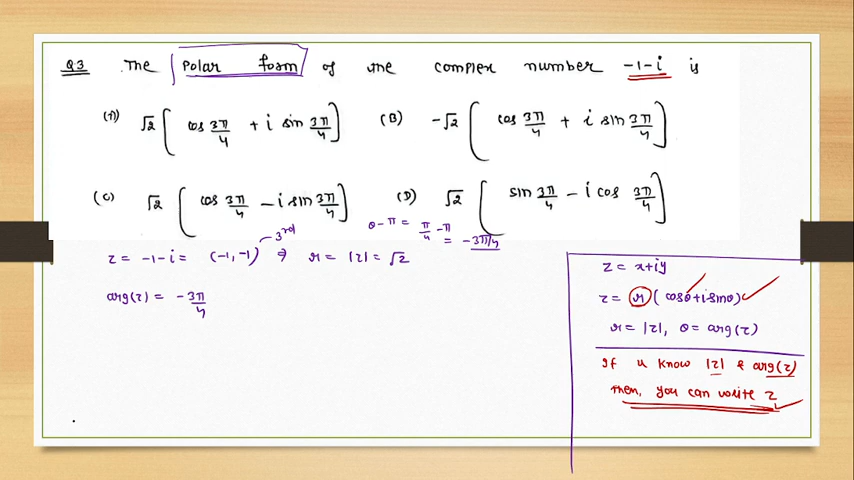 Q3 The polar form of the complex number -1-i is
(A) √2 [ cos 3π/4 + i sin 3π/4 ] (B) -√2 [ cos 3π/4 + i sin 3π/4 ]
(C) √2 [ cos 3π/4 - i sin 3π/4 ] (D) √2 [ sin 3π/4 - i cos 3π/4 ]
θ-π = π/4 - π
= -3π/4
3rd
z = -1-i = (-1,-1) ⇒ r = |z| = √2
arg(z) = -3π/4
z = x+iy
z = r (cosθ+i sinθ)
r = |z|, θ = arg(z)
If u know |z| & arg(z)
then, you can write z